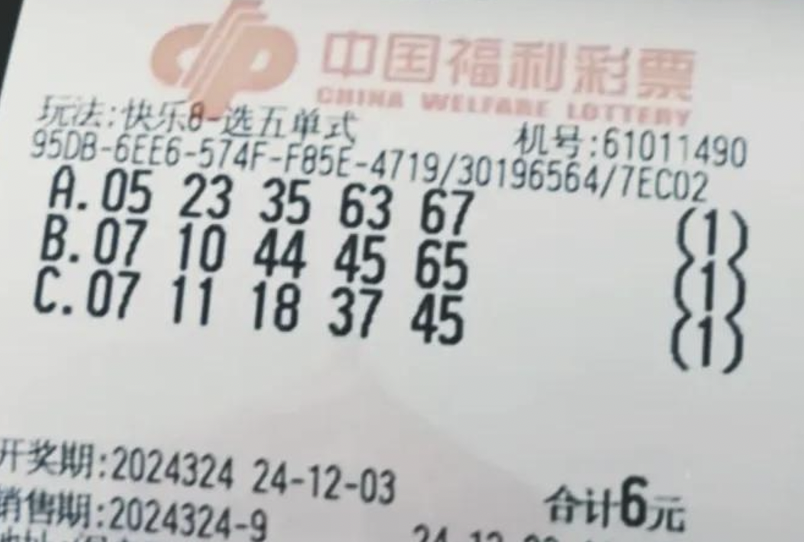 中国福利彩票
CHINA WELFARE LOTTERY
玩法:快乐8-选五单式 机号:61011490
95DB-6EE6-574F-F85E-4719/30196564/7EC02
A.05 23 35 63 67 (1)
B.07 10 44 45 65 (1)
C.07 11 18 37 45 (1)
开奖期:2024324 24-12-03 合计6元
销售期:2024324-9